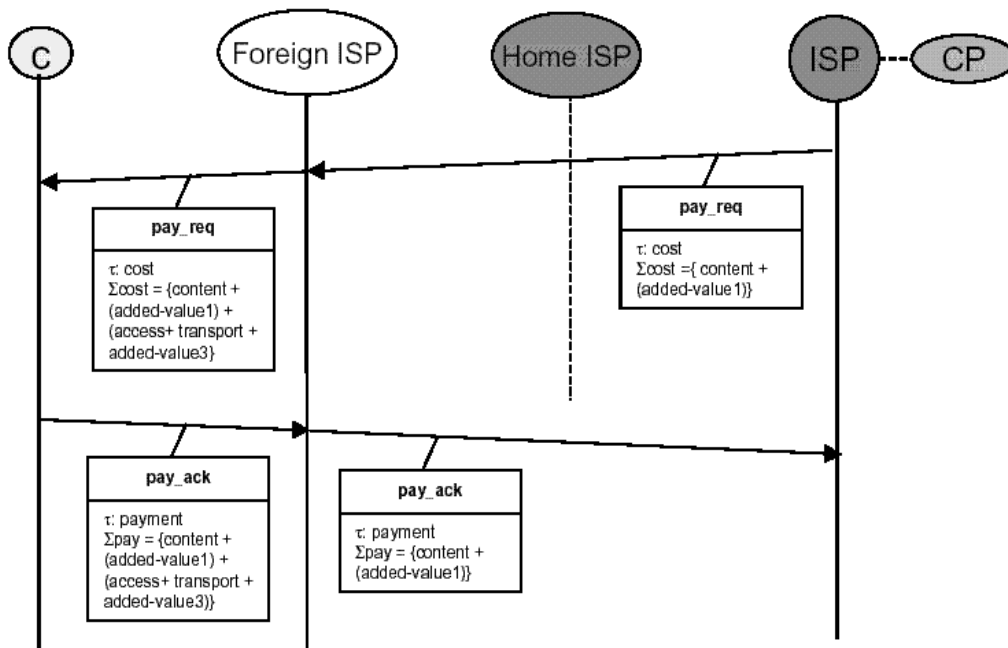 C
Foreign ISP
Home ISP
ISP
CP
pay_req
τ: cost
Σcost = {content +
(added-value1) +
(access+ transport +
added-value3}
pay_req
τ: cost
Σcost ={ content +
(added-value1)}
pay_ack
τ: payment
Σpay = {content +
(added-value1) +
(access+ transport +
added-value3)}
pay_ack
τ: payment
Σpay = {content +
(added-value1)}